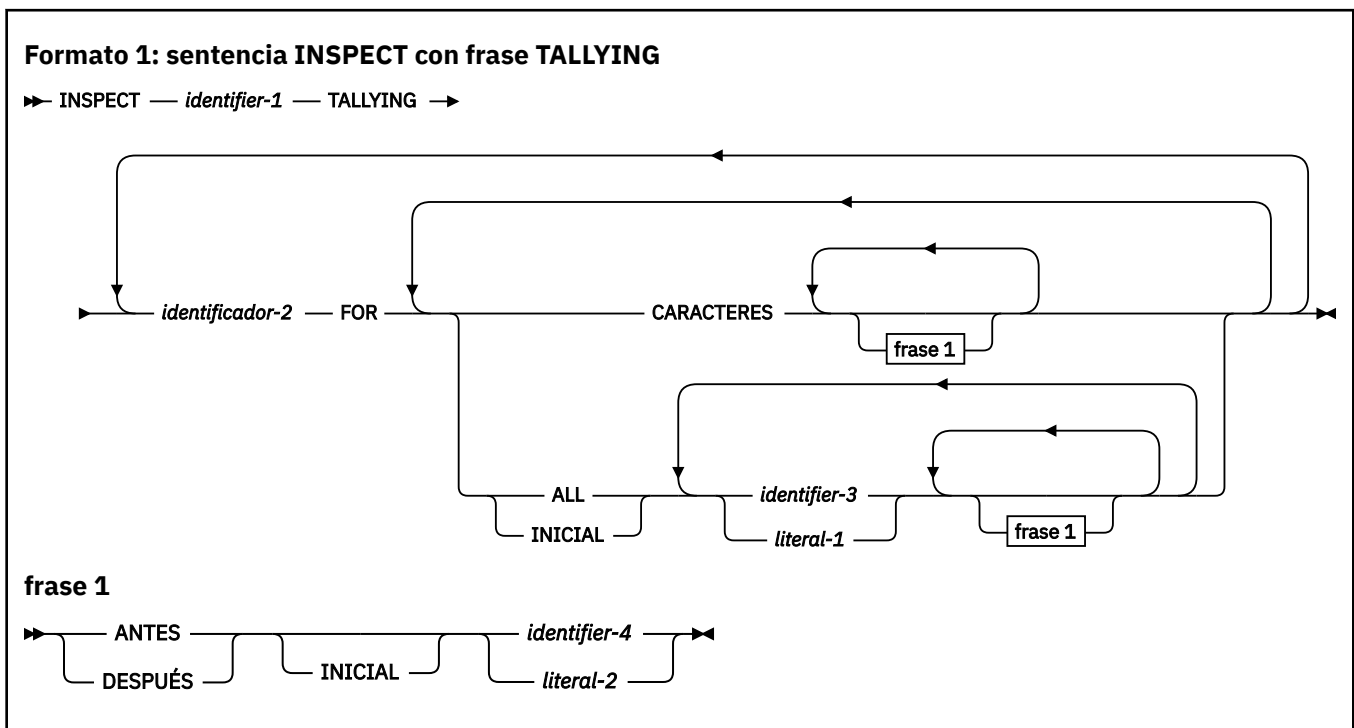 Formato 1: sentencia INSPECT con frase TALLYING
INSPECT identifier-1 TALLYING
identificador-2 FOR CARACTERES
frase 1
ALL identifier-3
INICIAL literal-1 frase 1
frase 1
ANTES identifier-4
INICIAL
DESPUÉS literal-2